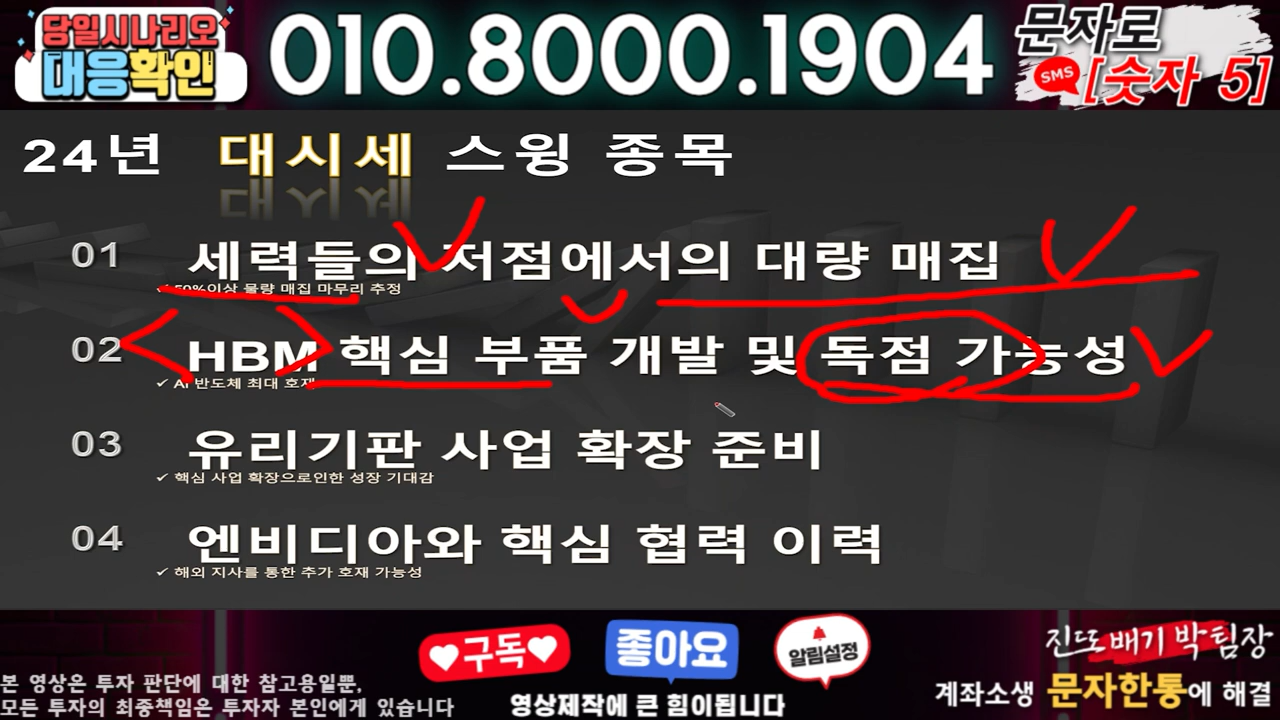 당일시나리오
대응확인
010.8000.1904
문자로
SMS [숫자 5]
24년 대시세 스윙 종목
01 세력들의 저점에서의 대량 매집
✓ 50%이상 물량 매집 마무리 추정
02 HBM 핵심 부품 개발 및 독점 가능성
✓ AI 반도체 최대 호재
03 유리기판 사업 확장 준비
✓ 핵심 사업 확장으로인한 성장 기대감
04 엔비디아와 핵심 협력 이력
✓ 해외 지사를 통한 추가 호재 가능성
구독
좋아요
알림설정
영상제작에 큰 힘이됩니다
본 영상은 투자 판단에 대한 참고용일뿐,
모든 투자의 최종책임은 투자자 본인에게 있습니다
진또배기 박팀장
계좌소생 문자한통에 해결